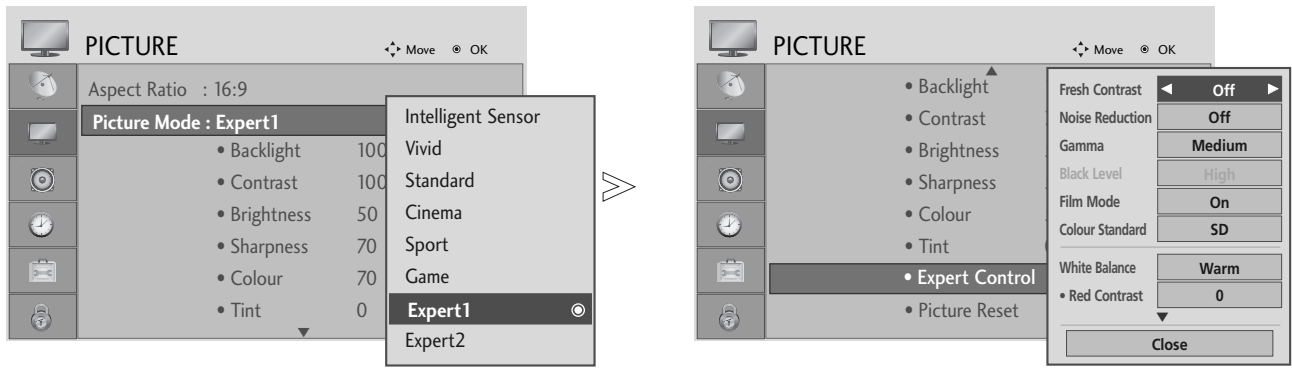 PICTURE
Move OK
Aspect Ratio : 16:9
Picture Mode : Expert1
• Backlight 100
• Contrast 100
• Brightness 50
• Sharpness 70
• Colour 70
• Tint 0
Intelligent Sensor
Vivid
Standard
Cinema
Sport
Game
Expert1
Expert2
PICTURE
Move OK
• Backlight
• Contrast
• Brightness
• Sharpness
• Colour
• Tint
• Expert Control
• Picture Reset
Fresh Contrast Off
Noise Reduction Off
Gamma Medium
Black Level High
Film Mode On
Colour Standard SD
White Balance Warm
• Red Contrast 0
Close